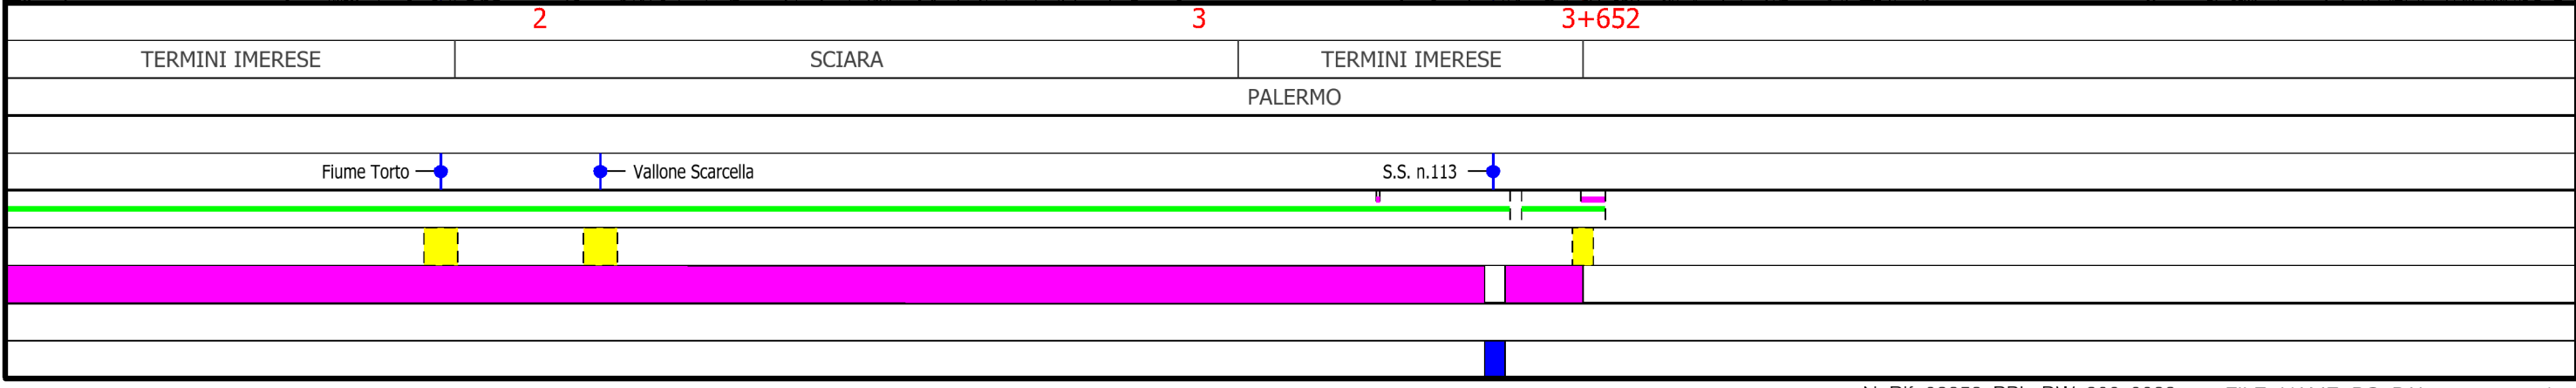 2 3 3+652
TERMINI IMERESE SCIARA TERMINI IMERESE
PALERMO
Fiume Torto Vallone Scarcella S.S. n.113